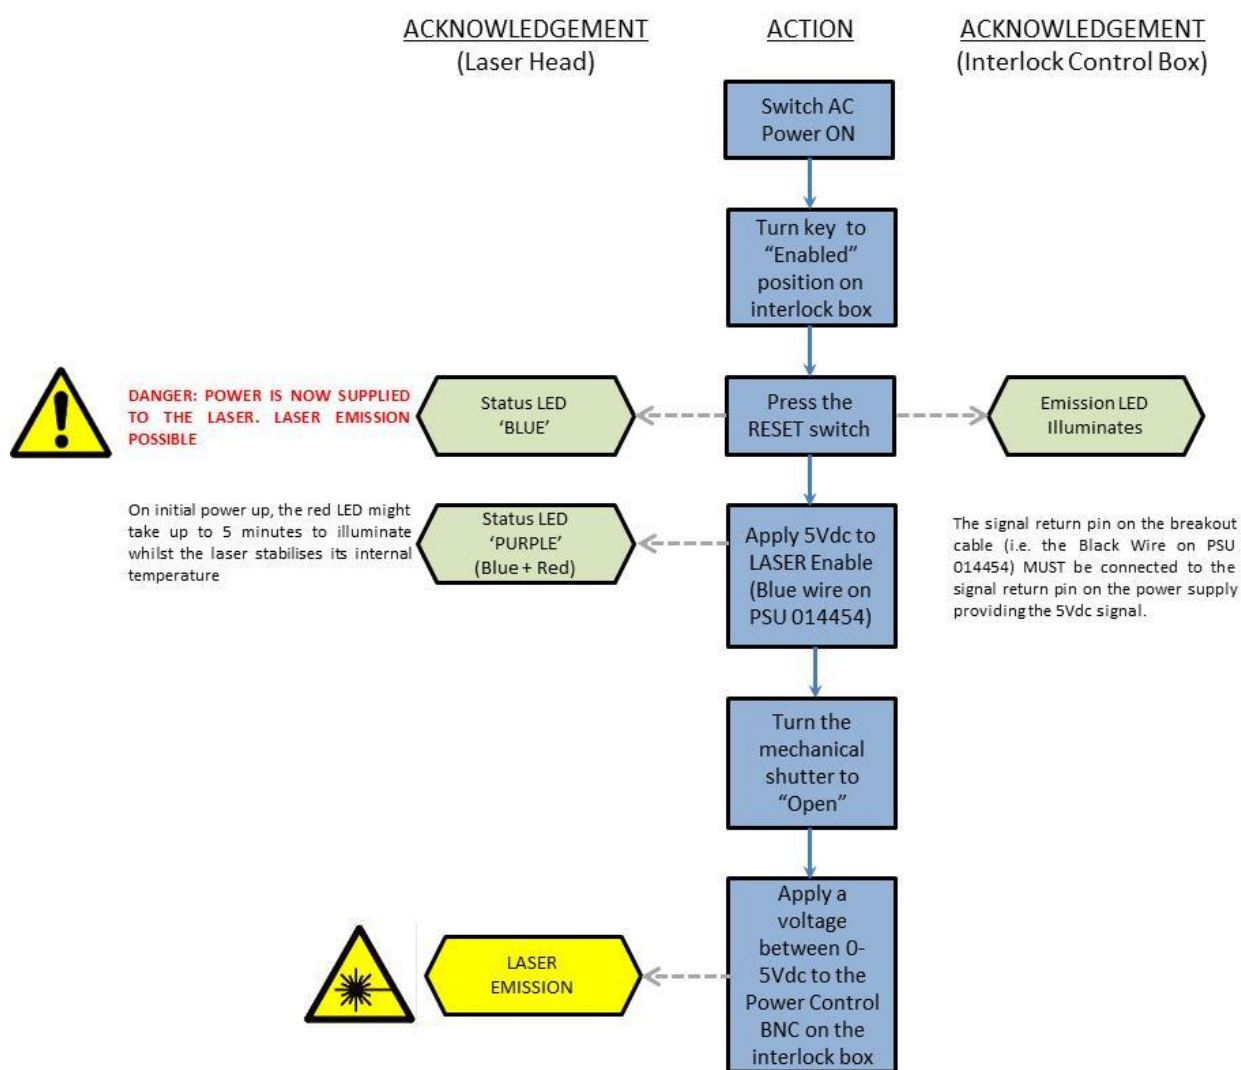 ACKNOWLEDGEMENT
(Laser Head)
ACTION
ACKNOWLEDGEMENT
(Interlock Control Box)
Switch AC
Power ON
Turn key to
“Enabled”
position on
interlock box
DANGER: POWER IS NOW SUPPLIED
TO THE LASER. LASER EMISSION
POSSIBLE
Status LED
‘BLUE’
Press the
RESET switch
Emission LED
Illuminates
On initial power up, the red LED might
take up to 5 minutes to illuminate
whilst the laser stabilises its internal
temperature
Status LED
‘PURPLE’
(Blue + Red)
Apply 5Vdc to
LASER Enable
(Blue wire on
PSU 014454)
The signal return pin on the breakout
cable (i.e. the Black Wire on PSU
014454) MUST be connected to the
signal return pin on the power supply
providing the 5Vdc signal.
Turn the
mechanical
shutter to
“Open”
LASER
EMISSION
Apply a
voltage
between 0-
5Vdc to the
Power Control
BNC on the
interlock box